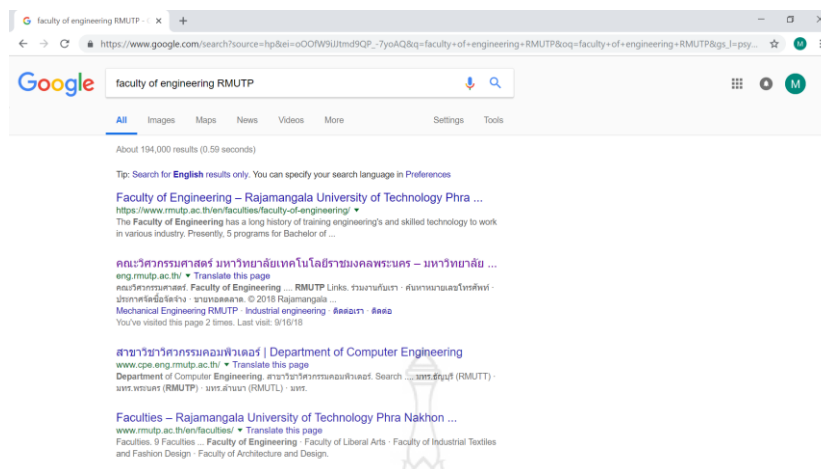 faculty of engineering RMUTP - G
https://www.google.com/search?source=hp&ei=oOOfW9iJJtmd9QP_-7yoAQ&q=faculty+of+engineering+RMUTP&oq=faculty+of+engineering+RMUTP&gs_l=psy...
M
Google
faculty of engineering RMUTP
M
All Images Maps News Videos More Settings Tools
About 194,000 results (0.59 seconds)
Tip: Search for English results only. You can specify your search language in Preferences
Faculty of Engineering – Rajamangala University of Technology Phra ...
https://www.rmutp.ac.th/en/faculties/faculty-of-engineering/
The Faculty of Engineering has a long history of training engineering's and skilled technology to work
in various industry. Presently, 5 programs for Bachelor of ...
คณะวิศวกรรมศาสตร์ มหาวิทยาลัยเทคโนโลยีราชมงคลพระนคร – มหาวิทยาลัย ...
eng.rmutp.ac.th/ Translate this page
คณะวิศวกรรมศาสตร์. Faculty of Engineering .... RMUTP Links. ร่วมงานกับเรา · ค้นหาหมายเลขโทรศัพท์ ·
ประกาศจัดซื้อจัดจ้าง · ขายทอดตลาด. © 2018 Rajamangala ...
Mechanical Engineering RMUTP · Industrial engineering · ติดต่อเรา · ติดต่อ
You've visited this page 2 times. Last visit: 9/16/18
สาขาวิชาวิศวกรรมคอมพิวเตอร์ | Department of Computer Engineering
www.cpe.eng.rmutp.ac.th/ Translate this page
Department of Computer Engineering. สาขาวิชาวิศวกรรมคอมพิวเตอร์. Search ... มทร.ธัญบุรี (RMUTT) ·
มทร.พระนคร (RMUTP) · มทร.ล้านนา (RMUTL) · มทร.
Faculties – Rajamangala University of Technology Phra Nakhon ...
www.rmutp.ac.th/en/faculties/ Translate this page
Faculties. 9 Faculties ... Faculty of Engineering · Faculty of Liberal Arts · Faculty of Industrial Textiles
and Fashion Design · Faculty of Architecture and Design.